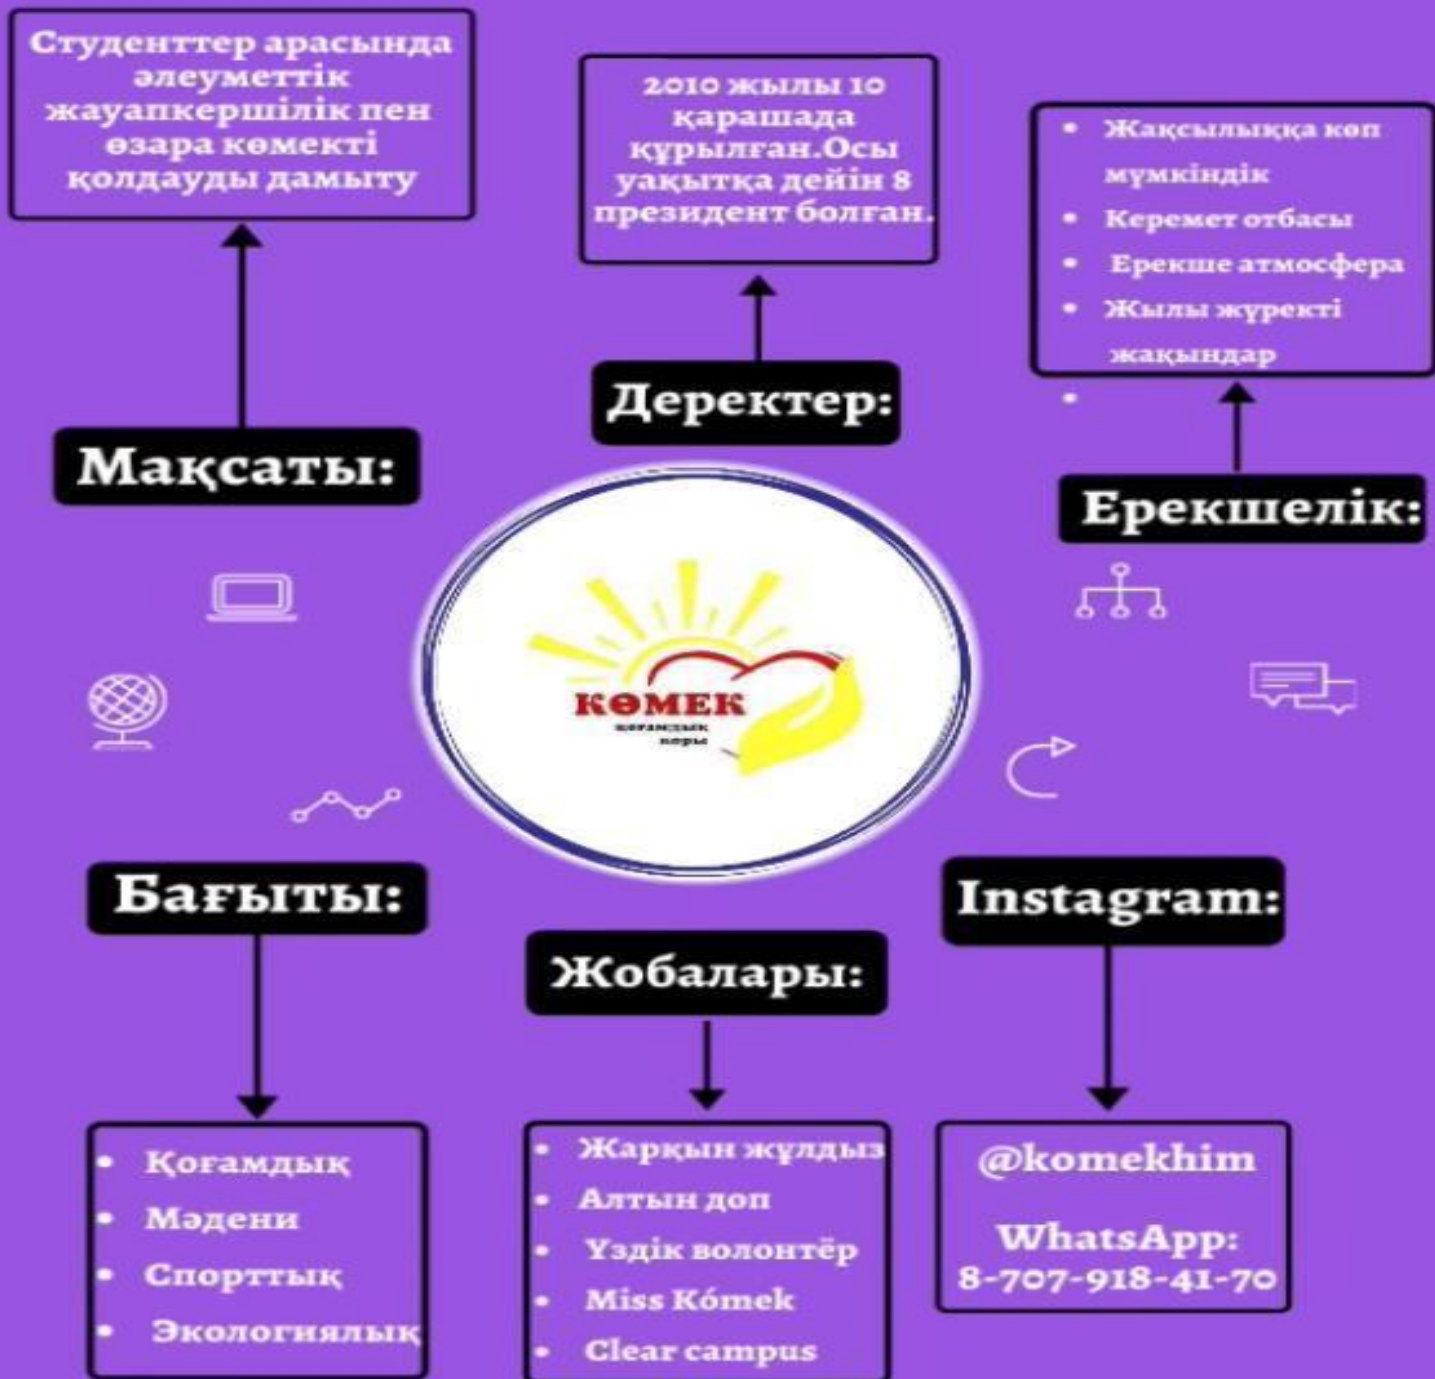 Студенттер арасында
әлеуметтік
жауапкершілік пен
өзара көмекті
қолдауды дамыту
Мақсаты:
2010 жылы 10
қарашада
құрылған.Осы
уақытқа дейін 8
президент болған.
Деректер:
• Жақсылыққа көп
мүмкіндік
• Керемет отбасы
• Ерекше атмосфера
• Жылы жүректі
жақындар
•
Ерекшелік:
КӨМЕК
қоғамдық
қоры
Бағыты:
• Қоғамдық
• Мәдени
• Спорттық
• Экологиялық
Жобалары:
• Жарқын жұлдыз
• Алтын доп
• Үздік волонтёр
• Miss Kómek
• Clear campus
Instagram:
@komekhim
WhatsApp:
8-707-918-41-70